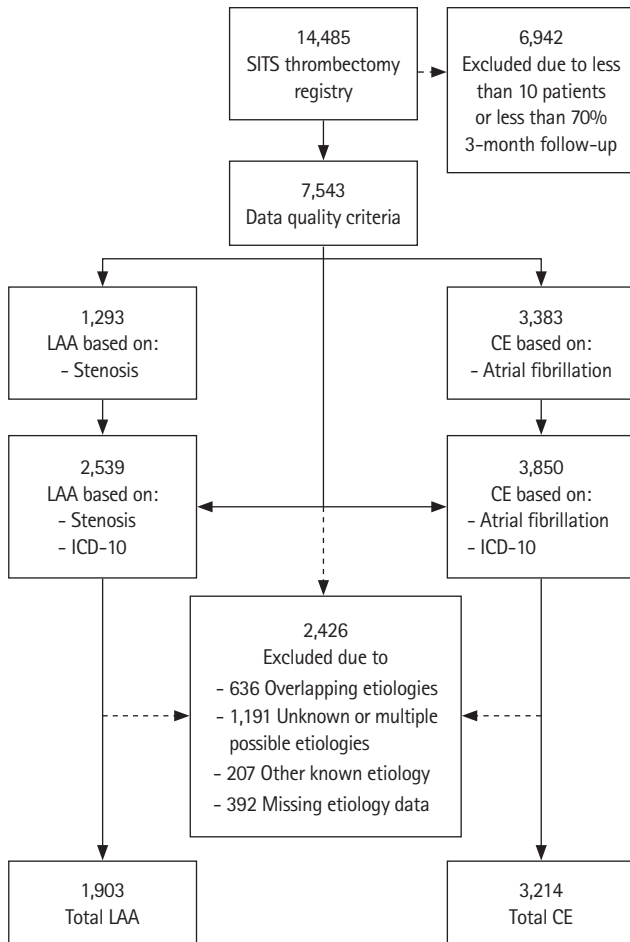 14,485
SITS thrombectomy
registry
6,942
Excluded due to less
than 10 patients
or less than 70%
3-month follow-up
7,543
Data quality criteria
1,293
LAA based on:
- Stenosis
3,383
CE based on:
- Atrial fibrillation
2,539
LAA based on:
- Stenosis
- ICD-10
3,850
CE based on:
- Atrial fibrillation
- ICD-10
2,426
Excluded due to
- 636 Overlapping etiologies
- 1,191 Unknown or multiple
possible etiologies
- 207 Other known etiology
- 392 Missing etiology data
1,903
Total LAA
3,214
Total CE